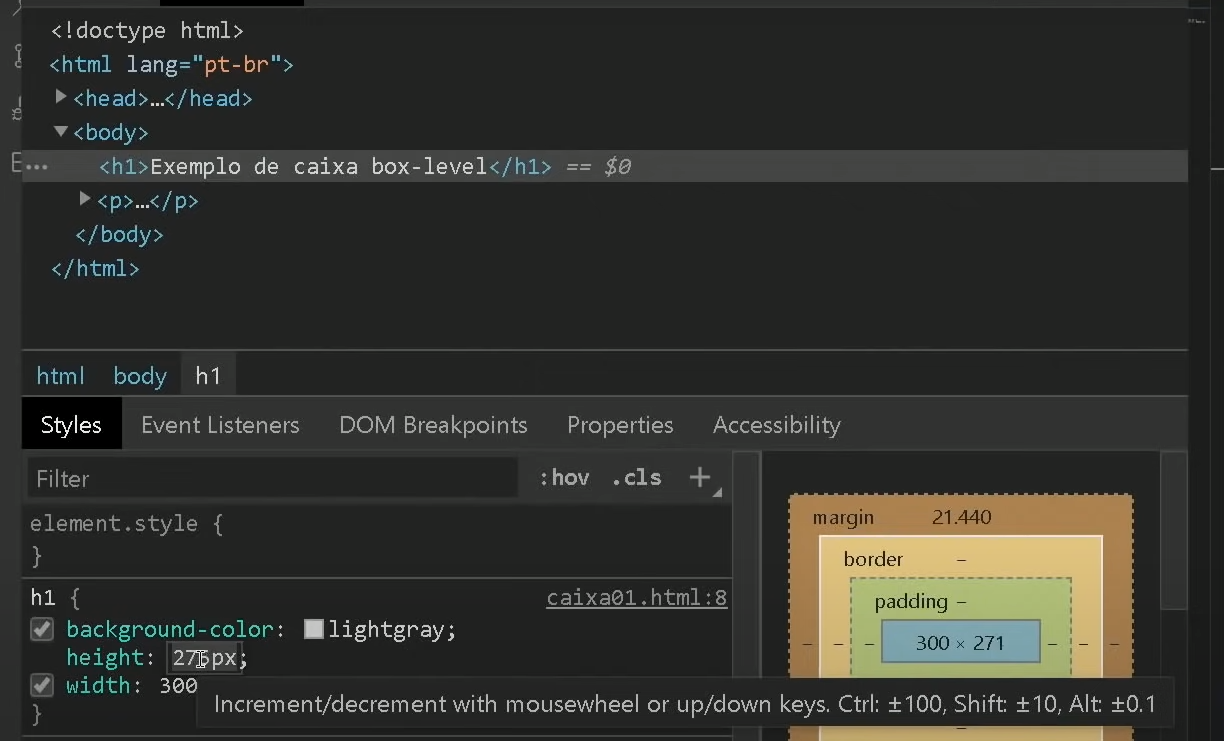 <!doctype html>
<html lang="pt-br">
<head>…</head>
<body>
<h1>Exemplo de caixa box-level</h1> == $0
<p>…</p>
</body>
</html>
html body h1
Styles Event Listeners DOM Breakpoints Properties Accessibility
Filter :hov .cls +
element.style {
}
h1 { caixa01.html:8
background-color: lightgray;
height: 275px;
width: 300
}
Increment/decrement with mousewheel or up/down keys. Ctrl: ±100, Shift: ±10, Alt: ±0.1
margin 21.440
border –
padding –
– – – 300 × 271 – – –
–